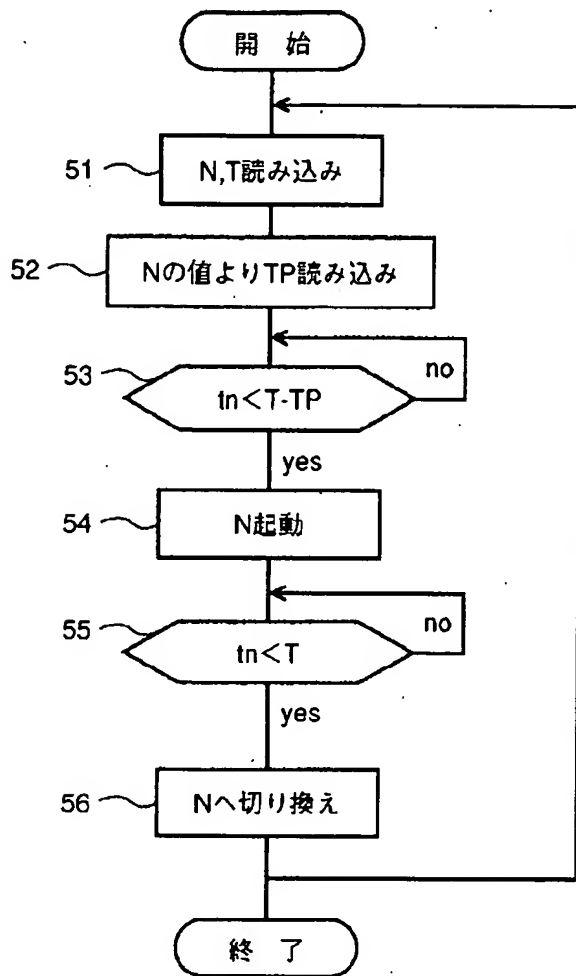 開 始
51
N,T読み込み
52
Nの値よりTP読み込み
53
tn<T-TP
no
yes
54
N起動
55
tn<T
no
yes
56
Nへ切り換え
終 了